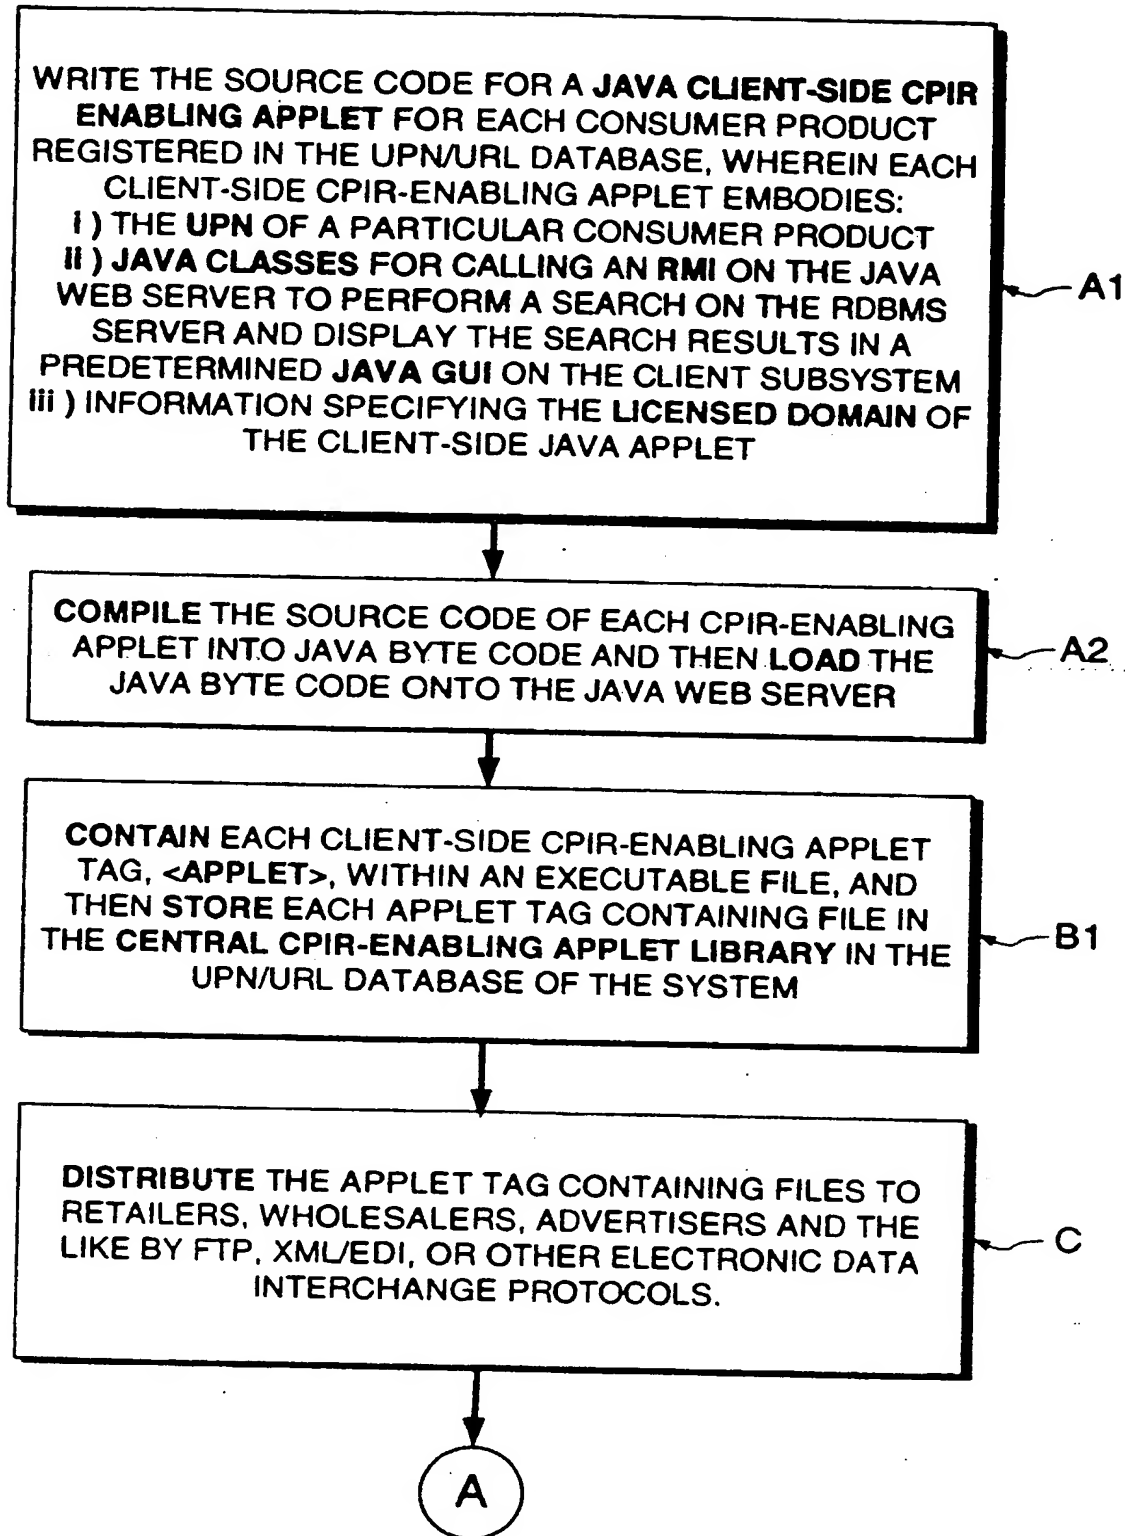 WRITE THE SOURCE CODE FOR A JAVA CLIENT-SIDE CPIR
ENABLING APPLET FOR EACH CONSUMER PRODUCT
REGISTERED IN THE UPN/URL DATABASE, WHEREIN EACH
CLIENT-SIDE CPIR-ENABLING APPLET EMBODIES:
i ) THE UPN OF A PARTICULAR CONSUMER PRODUCT
ii ) JAVA CLASSES FOR CALLING AN RMI ON THE JAVA
WEB SERVER TO PERFORM A SEARCH ON THE RDBMS
SERVER AND DISPLAY THE SEARCH RESULTS IN A
PREDETERMINED JAVA GUI ON THE CLIENT SUBSYSTEM
iii ) INFORMATION SPECIFYING THE LICENSED DOMAIN OF
THE CLIENT-SIDE JAVA APPLET
A1
COMPILE THE SOURCE CODE OF EACH CPIR-ENABLING
APPLET INTO JAVA BYTE CODE AND THEN LOAD THE
JAVA BYTE CODE ONTO THE JAVA WEB SERVER
A2
CONTAIN EACH CLIENT-SIDE CPIR-ENABLING APPLET
TAG, <APPLET>, WITHIN AN EXECUTABLE FILE, AND
THEN STORE EACH APPLET TAG CONTAINING FILE IN
THE CENTRAL CPIR-ENABLING APPLET LIBRARY IN THE
UPN/URL DATABASE OF THE SYSTEM
B1
DISTRIBUTE THE APPLET TAG CONTAINING FILES TO
RETAILERS, WHOLESALERS, ADVERTISERS AND THE
LIKE BY FTP, XML/EDI, OR OTHER ELECTRONIC DATA
INTERCHANGE PROTOCOLS.
C
A